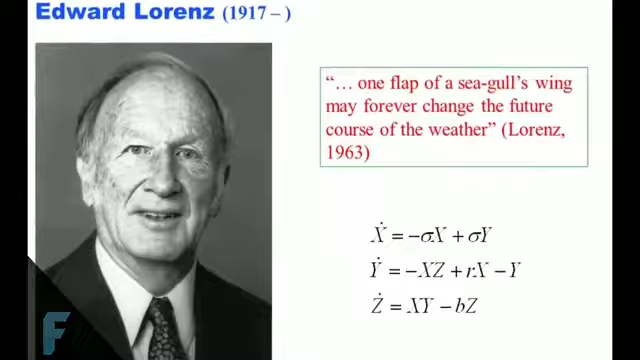 Edward Lorenz (1917 – )
“… one flap of a sea-gull’s wing
may forever change the future
course of the weather” (Lorenz,
1963)
Ẋ = −σX + σY
Ẏ = −XZ + rX − Y
Ż = XY − bZ
F